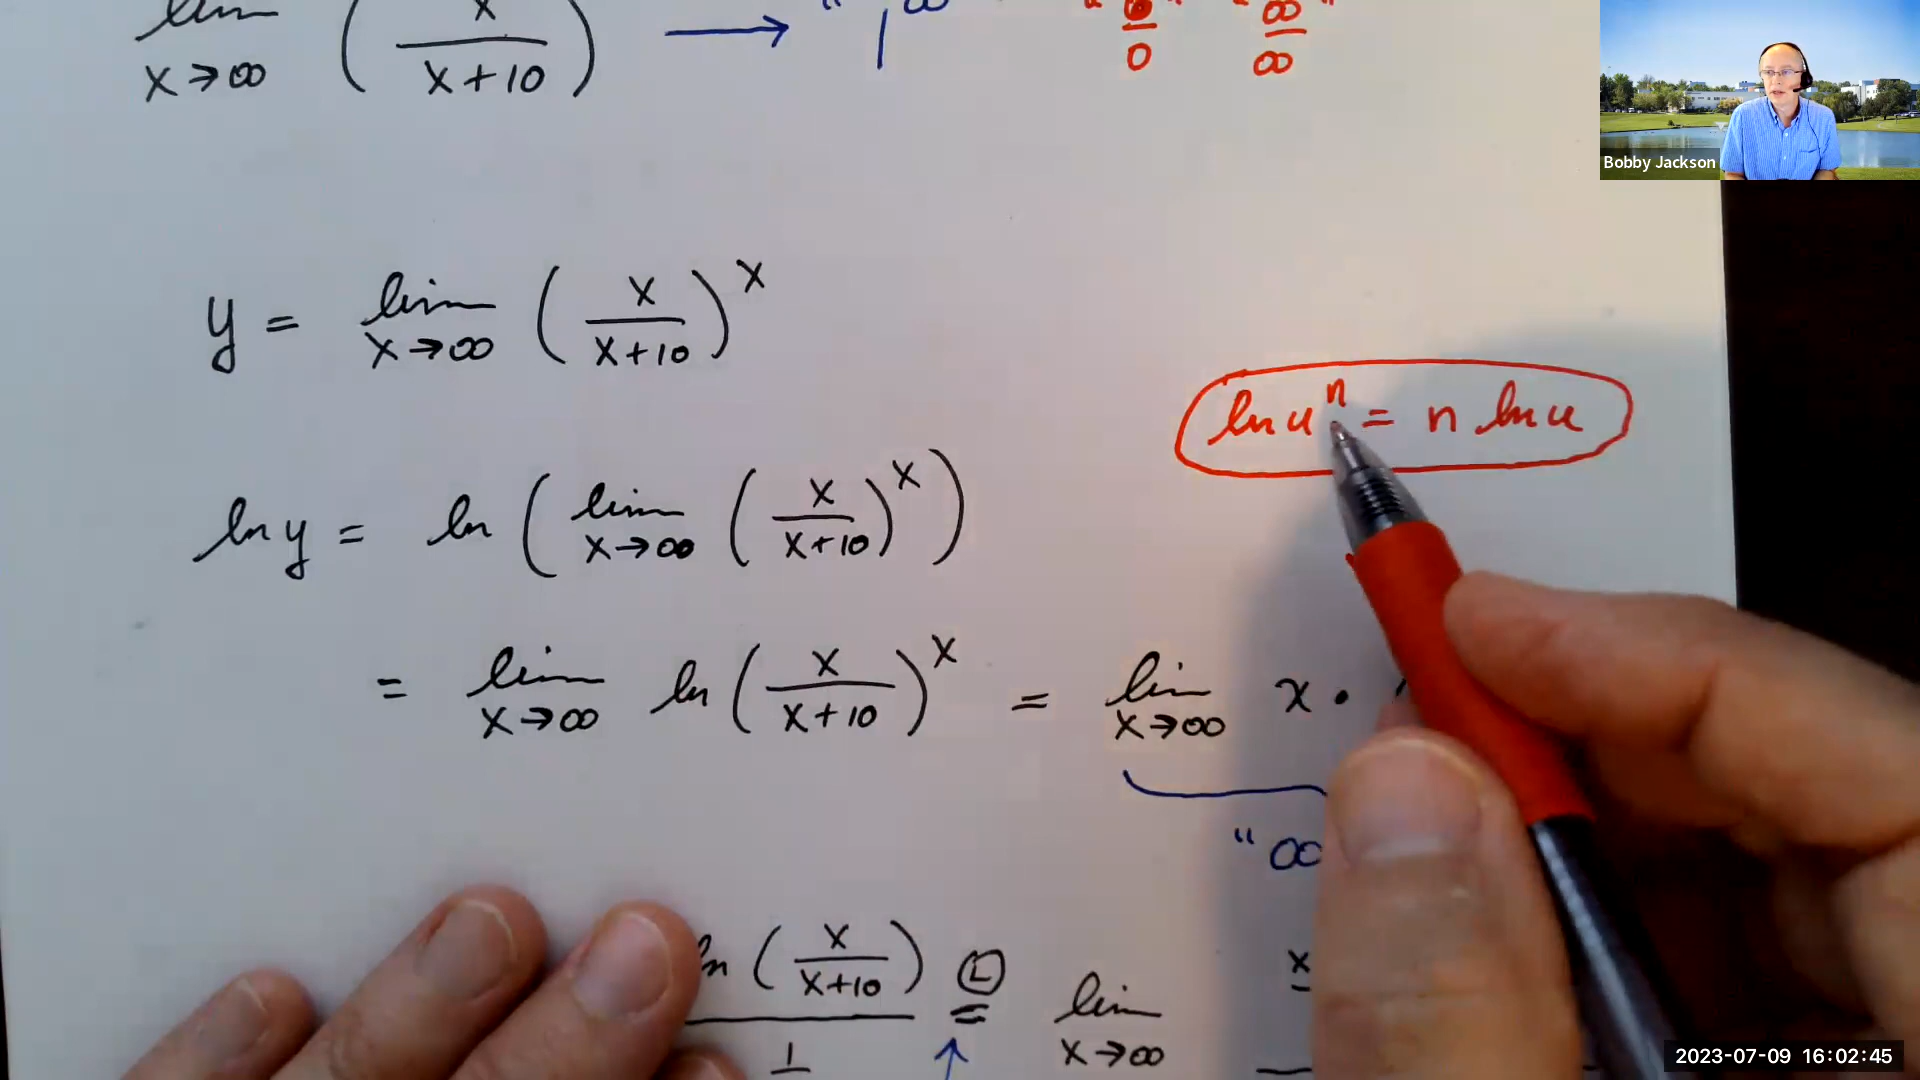 lim x→∞ ( x / x+10 ) → " 1^∞ " 0/0 " " ∞/∞ "
Bobby Jackson
y = lim x→∞ ( x / x+10 )^x
ln u^n = n ln u
ln y = ln ( lim x→∞ ( x / x+10 )^x )
= lim x→∞ ln ( x / x+10 )^x = lim x→∞ x ·
" ∞
ln ( x / x+10 ) / 1 Ⓛ = lim x→∞ x
↑
2023-07-09 16:02:45